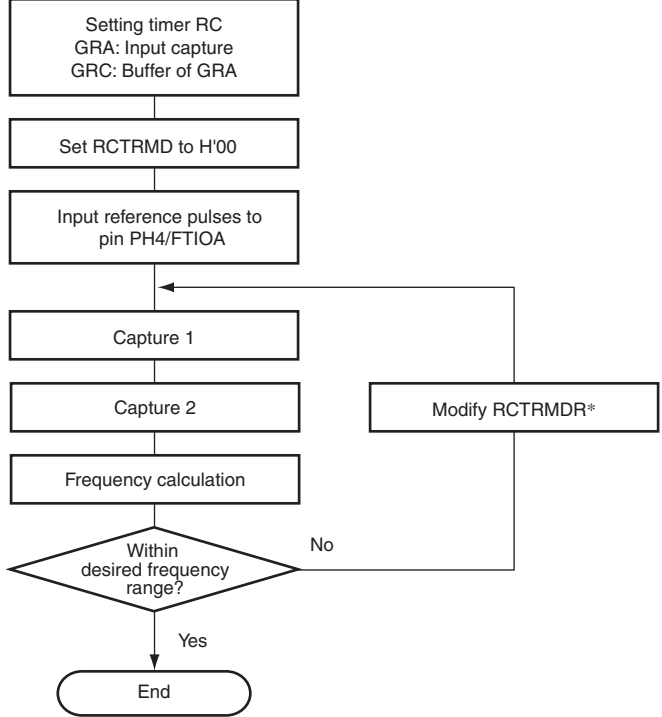 Setting timer RC
GRA: Input capture
GRC: Buffer of GRA
Set RCTRMD to H'00
Input reference pulses to
pin PH4/FTIOA
Capture 1
Capture 2
Modify RCTRMDR*
Frequency calculation
Within
desired frequency
range?
No
Yes
End